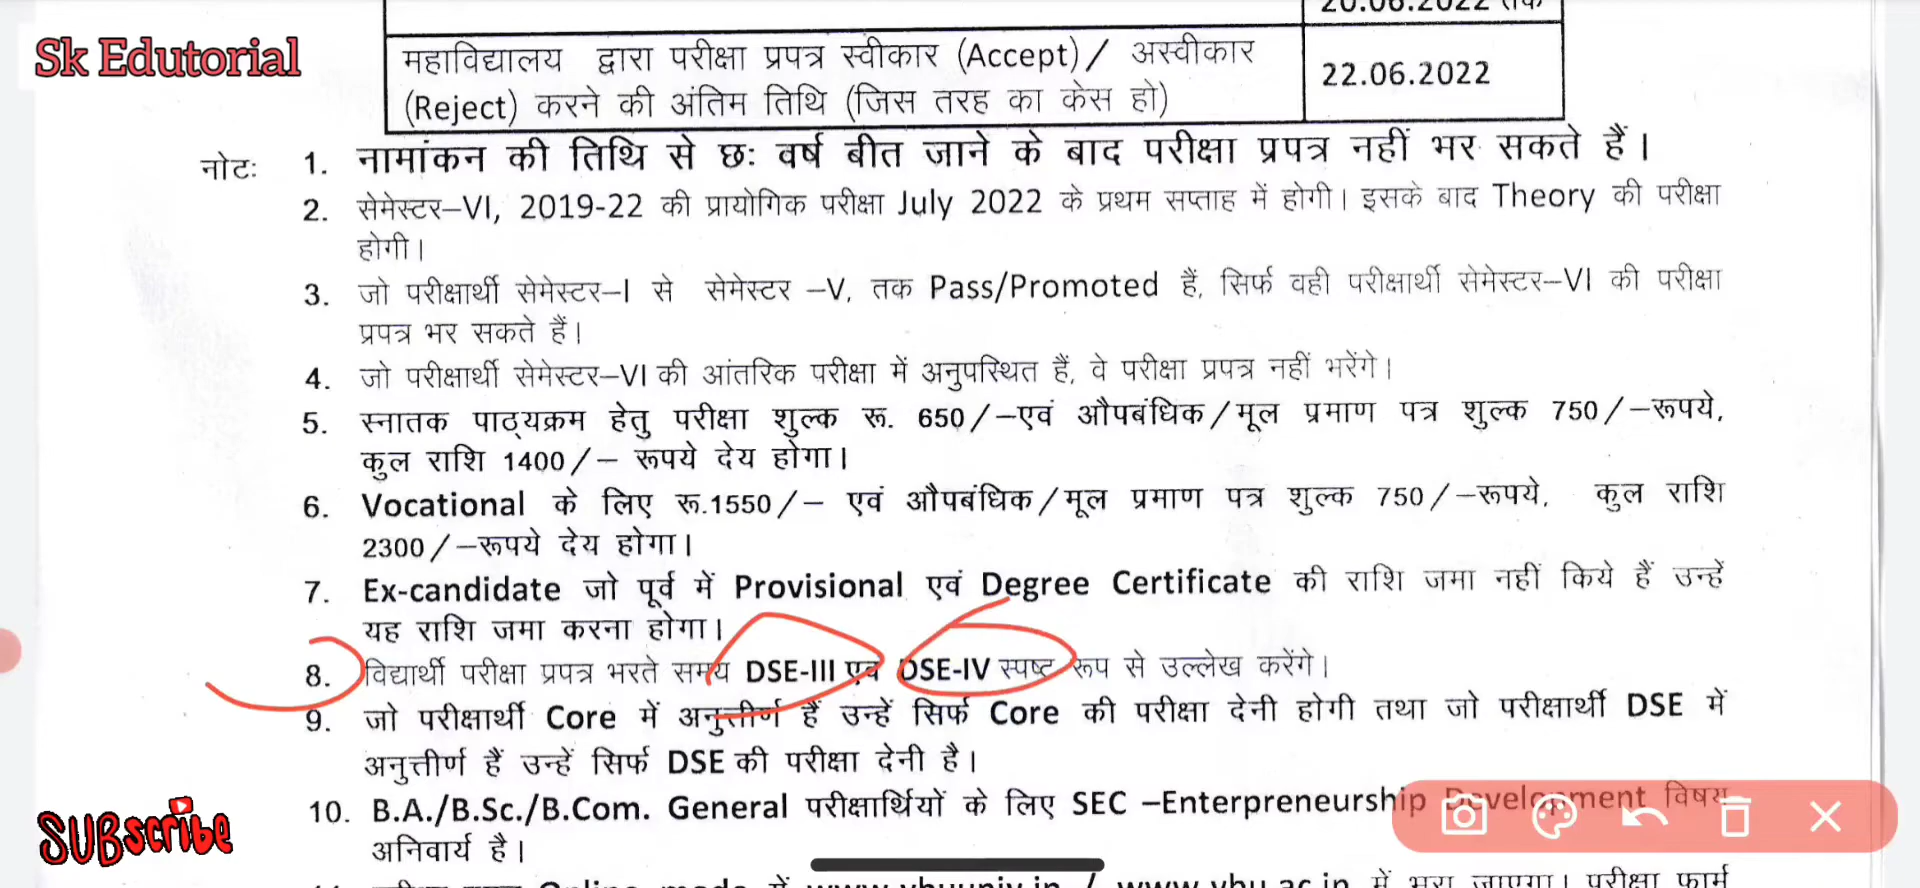 Sk Edutorial
महाविद्यालय द्वारा परीक्षा प्रपत्र स्वीकार (Accept) / अस्वीकार
(Reject) करने की अंतिम तिथि (जिस तरह का केस हो)
22.06.2022
नोटः
1. नामांकन की तिथि से छः वर्ष बीत जाने के बाद परीक्षा प्रपत्र नहीं भर सकते हैं।
2. सेमेस्टर–VI, 2019-22 की प्रायोगिक परीक्षा July 2022 के प्रथम सप्ताह में होगी। इसके बाद Theory की परीक्षा
होगी।
3. जो परीक्षार्थी सेमेस्टर–I से सेमेस्टर –V, तक Pass/Promoted हैं, सिर्फ वही परीक्षार्थी सेमेस्टर–VI की परीक्षा
प्रपत्र भर सकते हैं।
4. जो परीक्षार्थी सेमेस्टर–VI की आंतरिक परीक्षा में अनुपस्थित हैं, वे परीक्षा प्रपत्र नहीं भरेंगे।
5. स्नातक पाठ्यक्रम हेतु परीक्षा शुल्क रू. 650/–एवं औपबंधिक/मूल प्रमाण पत्र शुल्क 750/–रूपये,
कुल राशि 1400/– रूपये देय होगा।
6. Vocational के लिए रू.1550/– एवं औपबंधिक/मूल प्रमाण पत्र शुल्क 750/–रूपये, कुल राशि
2300/–रूपये देय होगा।
7. Ex-candidate जो पूर्व में Provisional एवं Degree Certificate की राशि जमा नहीं किये हैं उन्हें
यह राशि जमा करना होगा।
8. विद्यार्थी परीक्षा प्रपत्र भरते समय DSE-III एवं DSE-IV स्पष्ट रूप से उल्लेख करेंगे।
9. जो परीक्षार्थी Core में अनुत्तीर्ण हैं उन्हें सिर्फ Core की परीक्षा देनी होगी तथा जो परीक्षार्थी DSE में
अनुत्तीर्ण हैं उन्हें सिर्फ DSE की परीक्षा देनी है।
10. B.A./B.Sc./B.Com. General परीक्षार्थियों के लिए SEC –Enterpreneurship Development विषय
अनिवार्य है।
SUBscribe